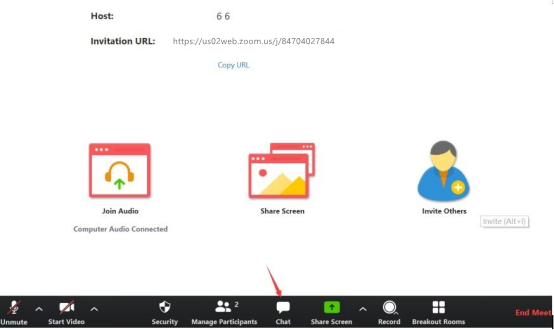 Host: 6 6
Invitation URL: https://us02web.zoom.us/j/84704027844
Copy URL
Join Audio Share Screen Invite Others
Computer Audio Connected Invite (Alt+I)
2
Unmute Start Video Security Manage Participants Chat Share Screen Record Breakout Rooms End Meet